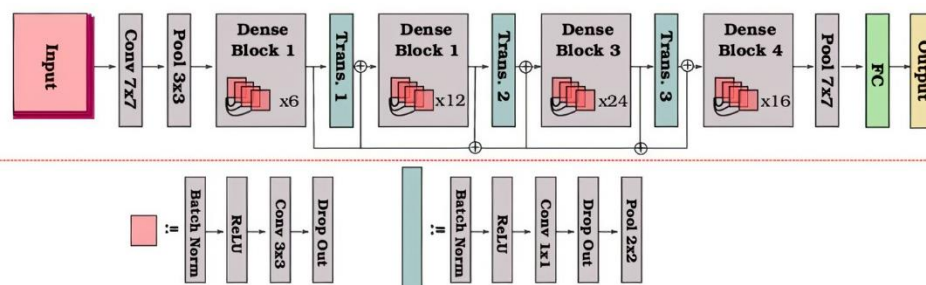 Input
Conv 7x7
Pool 3x3
Dense
Block 1
x6
Trans. 1
Dense
Block 1
x12
Trans. 2
Dense
Block 3
x24
Trans. 3
Dense
Block 4
x16
Pool 7x7
FC
Output
::=
Batch Norm
ReLU
Conv 3x3
Drop Out
::=
Batch Norm
ReLU
Conv 1x1
Drop Out
Pool 2x2